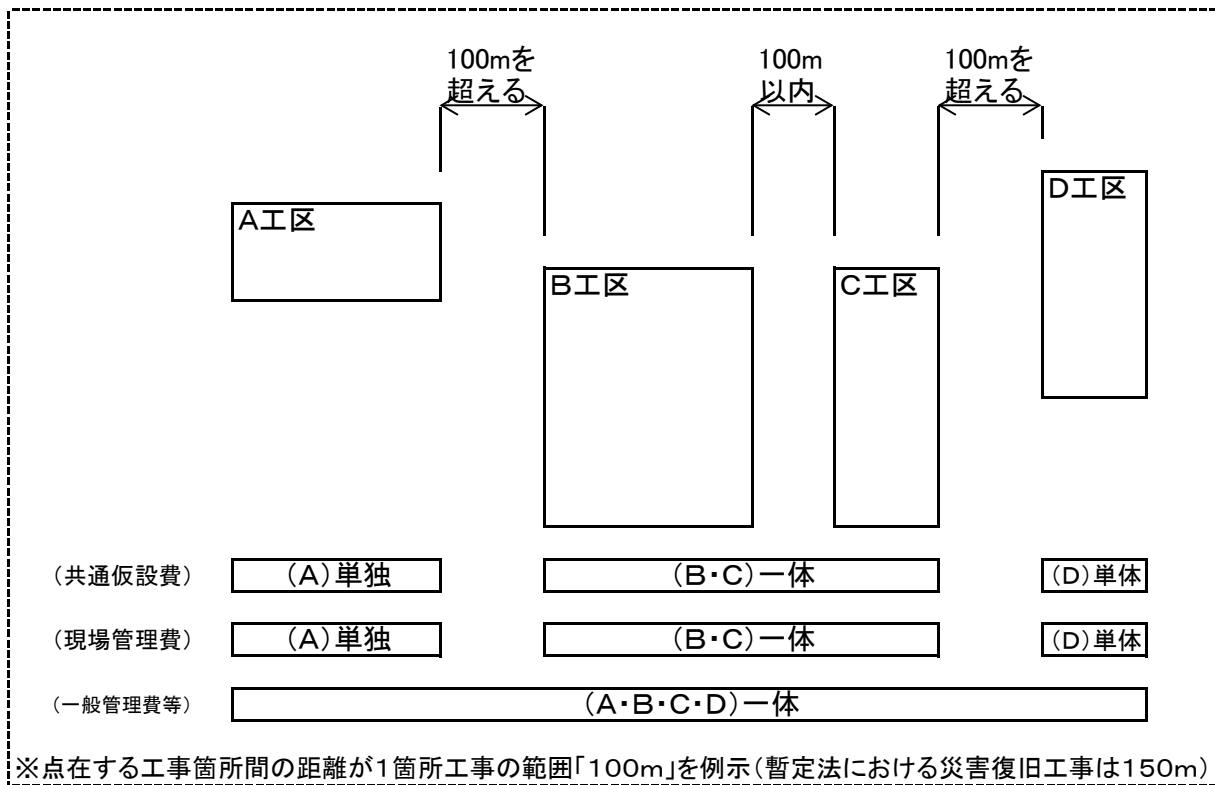 100mを
超える
100m
以内
100mを
超える
A工区
B工区
C工区
D工区
(共通仮設費)
(A)単独
(B・C)一体
(D)単体
(現場管理費)
(A)単独
(B・C)一体
(D)単体
(一般管理費等)
(A・B・C・D)一体
※点在する工事箇所間の距離が1箇所工事の範囲「100m」を例示(暫定法における災害復旧工事は150m)